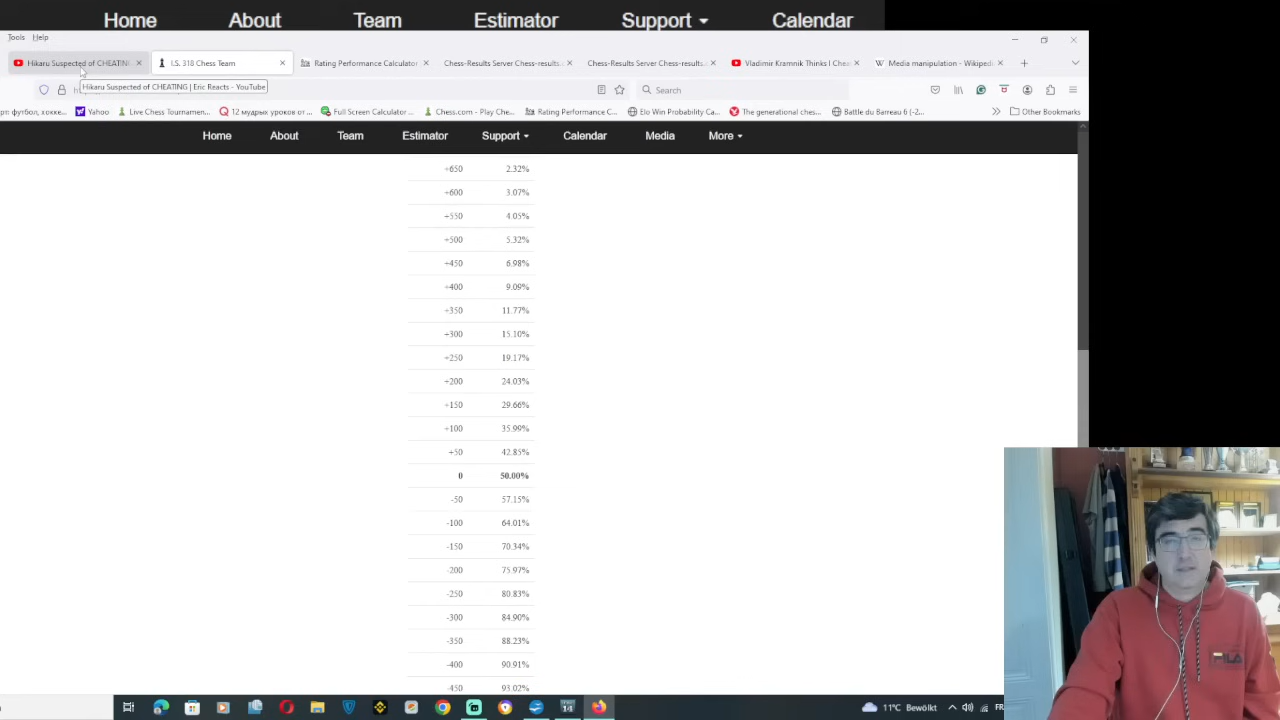 Home About Team Estimator Support Calendar
Tools Help
Hikaru Suspected of CHEATING I.S. 318 Chess Team Rating Performance Calculator Chess-Results Server Chess-results. Chess-Results Server Chess-results. Vladimir Kramnik Thinks I Chea Media manipulation - Wikipedi
Hikaru Suspected of CHEATING | Eric Reacts - YouTube
Search
рт футбол, хокке... Yahoo Live Chess Tournamen... 12 мудрых уроков от ... Full Screen Calculator ... Chess.com - Play Che... Rating Performance C... Elo Win Probability Ca... The generational ches... Battle du Barreau 6 (-2... Other Bookmarks
Home About Team Estimator Support Calendar Media More
+650 2.32%
+600 3.07%
+550 4.05%
+500 5.32%
+450 6.98%
+400 9.09%
+350 11.77%
+300 15.10%
+250 19.17%
+200 24.03%
+150 29.66%
+100 35.99%
+50 42.85%
0 50.00%
-50 57.15%
-100 64.01%
-150 70.34%
-200 75.97%
-250 80.83%
-300 84.90%
-350 88.23%
-400 90.91%
-450 93.02%
FILA
11°C Bewölkt FR